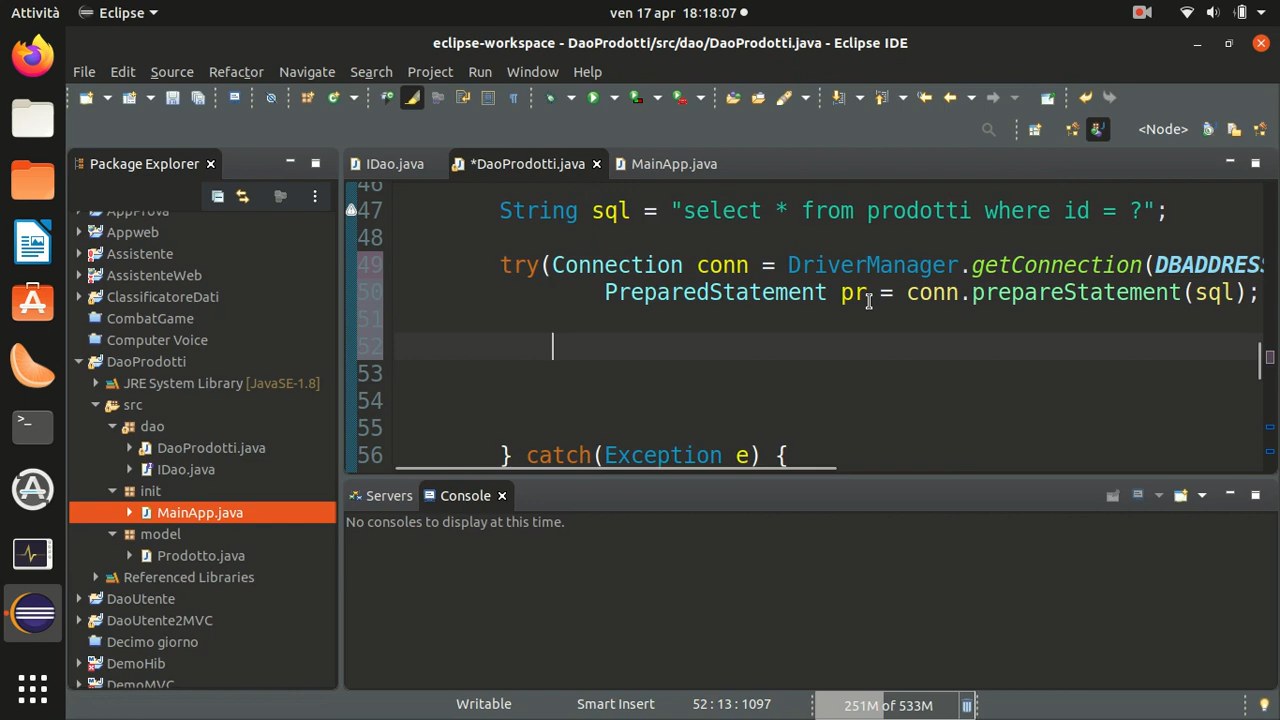 Attività Eclipse ven 17 apr 18:18:07
eclipse-workspace - DaoProdotti/src/dao/DaoProdotti.java - Eclipse IDE
File Edit Source Refactor Navigate Search Project Run Window Help
<Node>
Package Explorer
IDao.java *DaoProdotti.java MainApp.java
AppProva
Appweb
Assistente
AssistenteWeb
ClassificatoreDati
CombatGame
Computer Voice
DaoProdotti
JRE System Library [JavaSE-1.8]
src
dao
DaoProdotti.java
IDao.java
init
MainApp.java
model
Prodotto.java
Referenced Libraries
DaoUtente
DaoUtente2MVC
Decimo giorno
DemoHib
DemoMVC
46
47 String sql = "select * from prodotti where id = ?";
48
49 try(Connection conn = DriverManager.getConnection(DBADDRESS
50 PreparedStatement pr = conn.prepareStatement(sql);
51
52
53
54
55
56 } catch(Exception e) {
Servers Console
No consoles to display at this time.
Writable Smart Insert 52 : 13 : 1097 251M of 533M